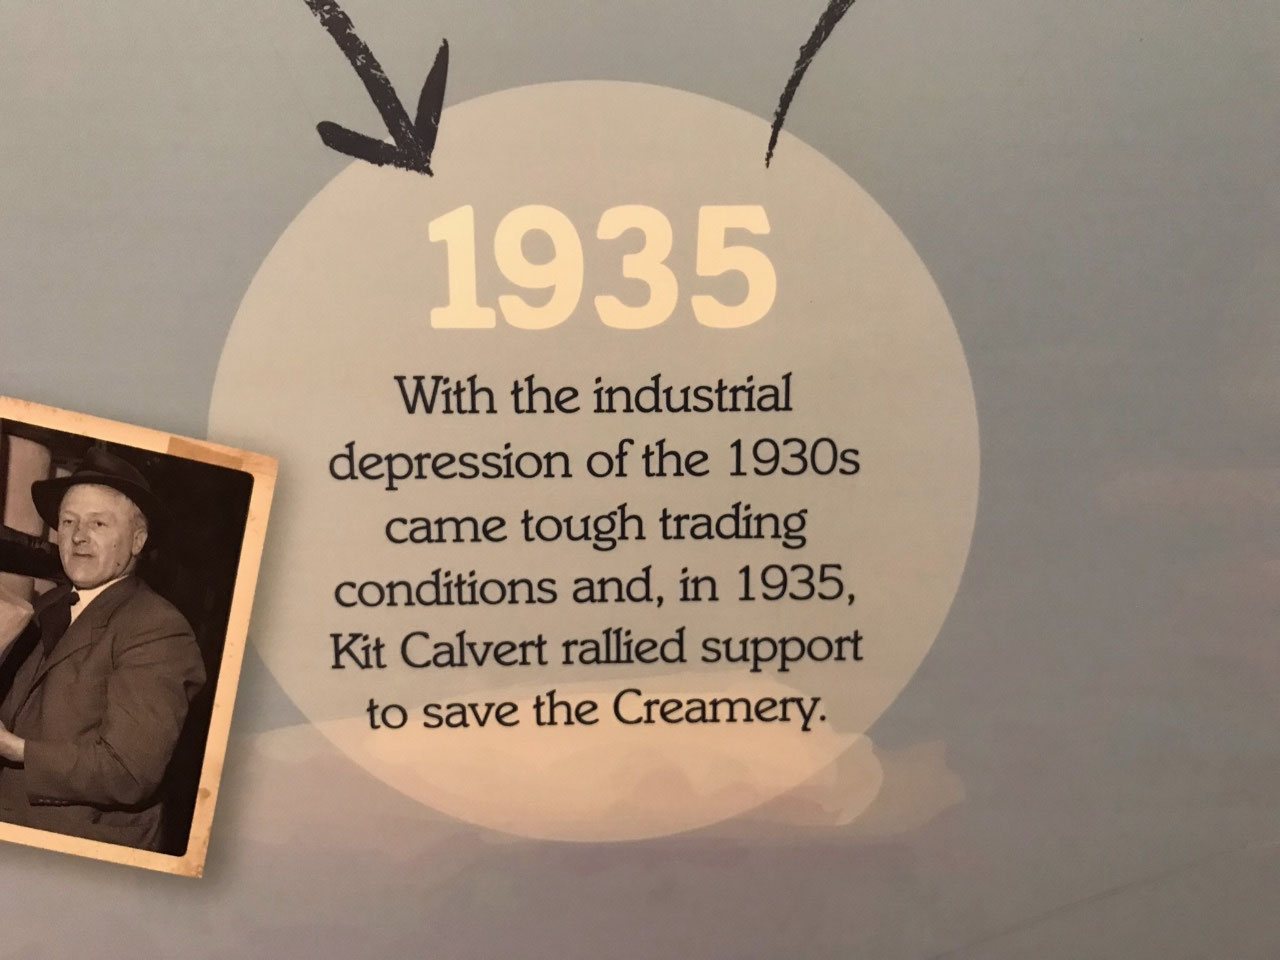 1935
With the industrial
depression of the 1930s
came tough trading
conditions and, in 1935,
Kit Calvert rallied support
to save the Creamery.